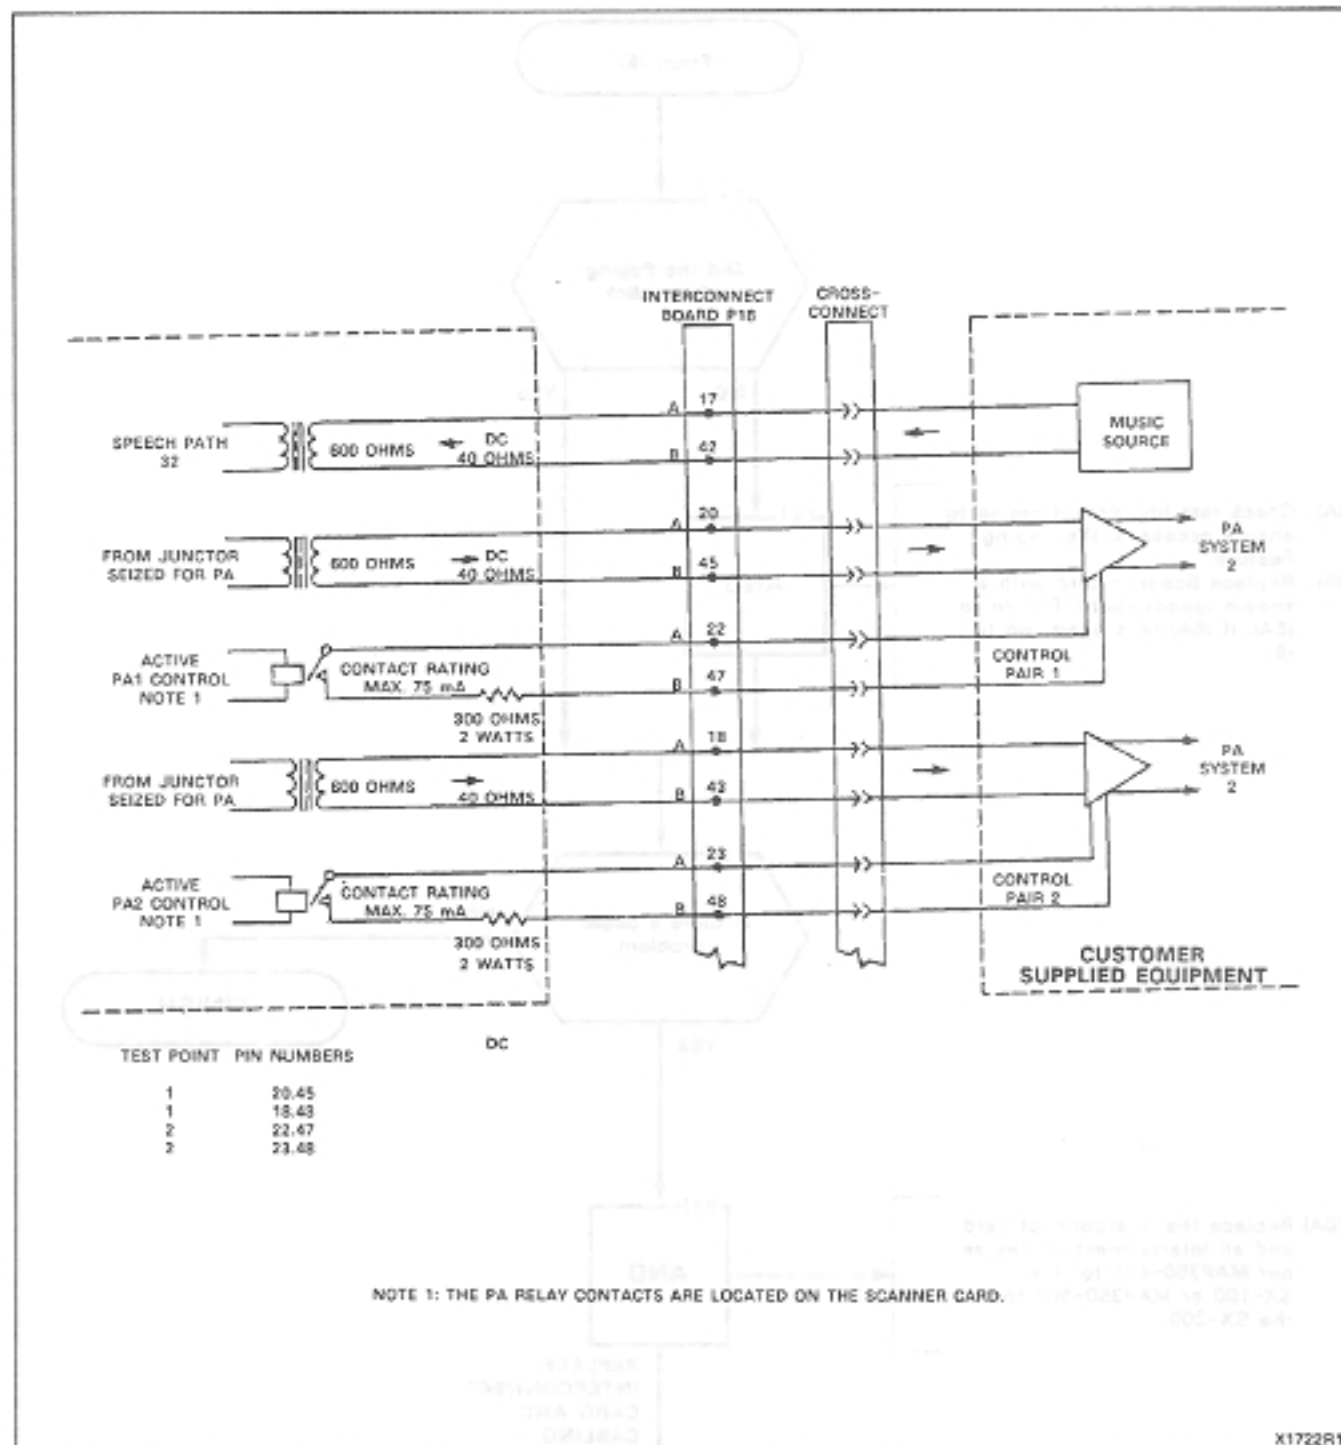 INTERCONNECT
BOARD P16
CROSS-
CONNECT
SPEECH PATH
32
600 OHMS
DC
40 OHMS
A
17
B
42
MUSIC
SOURCE
FROM JUNCTOR
SEIZED FOR PA
600 OHMS
DC
40 OHMS
A
20
B
45
PA
SYSTEM
2
ACTIVE
PA1 CONTROL
NOTE 1
CONTACT RATING
MAX. 75 mA
300 OHMS
2 WATTS
A
22
B
47
CONTROL
PAIR 1
FROM JUNCTOR
SEIZED FOR PA
600 OHMS
40 OHMS
A
18
B
43
PA
SYSTEM
2
ACTIVE
PA2 CONTROL
NOTE 1
CONTACT RATING
MAX. 75 mA
300 OHMS
2 WATTS
A
23
B
48
CONTROL
PAIR 2
CUSTOMER
SUPPLIED EQUIPMENT
DC
TEST POINT PIN NUMBERS
1 20.45
1 18.43
2 22.47
2 23.48
NOTE 1: THE PA RELAY CONTACTS ARE LOCATED ON THE SCANNER CARD.
X1722R1